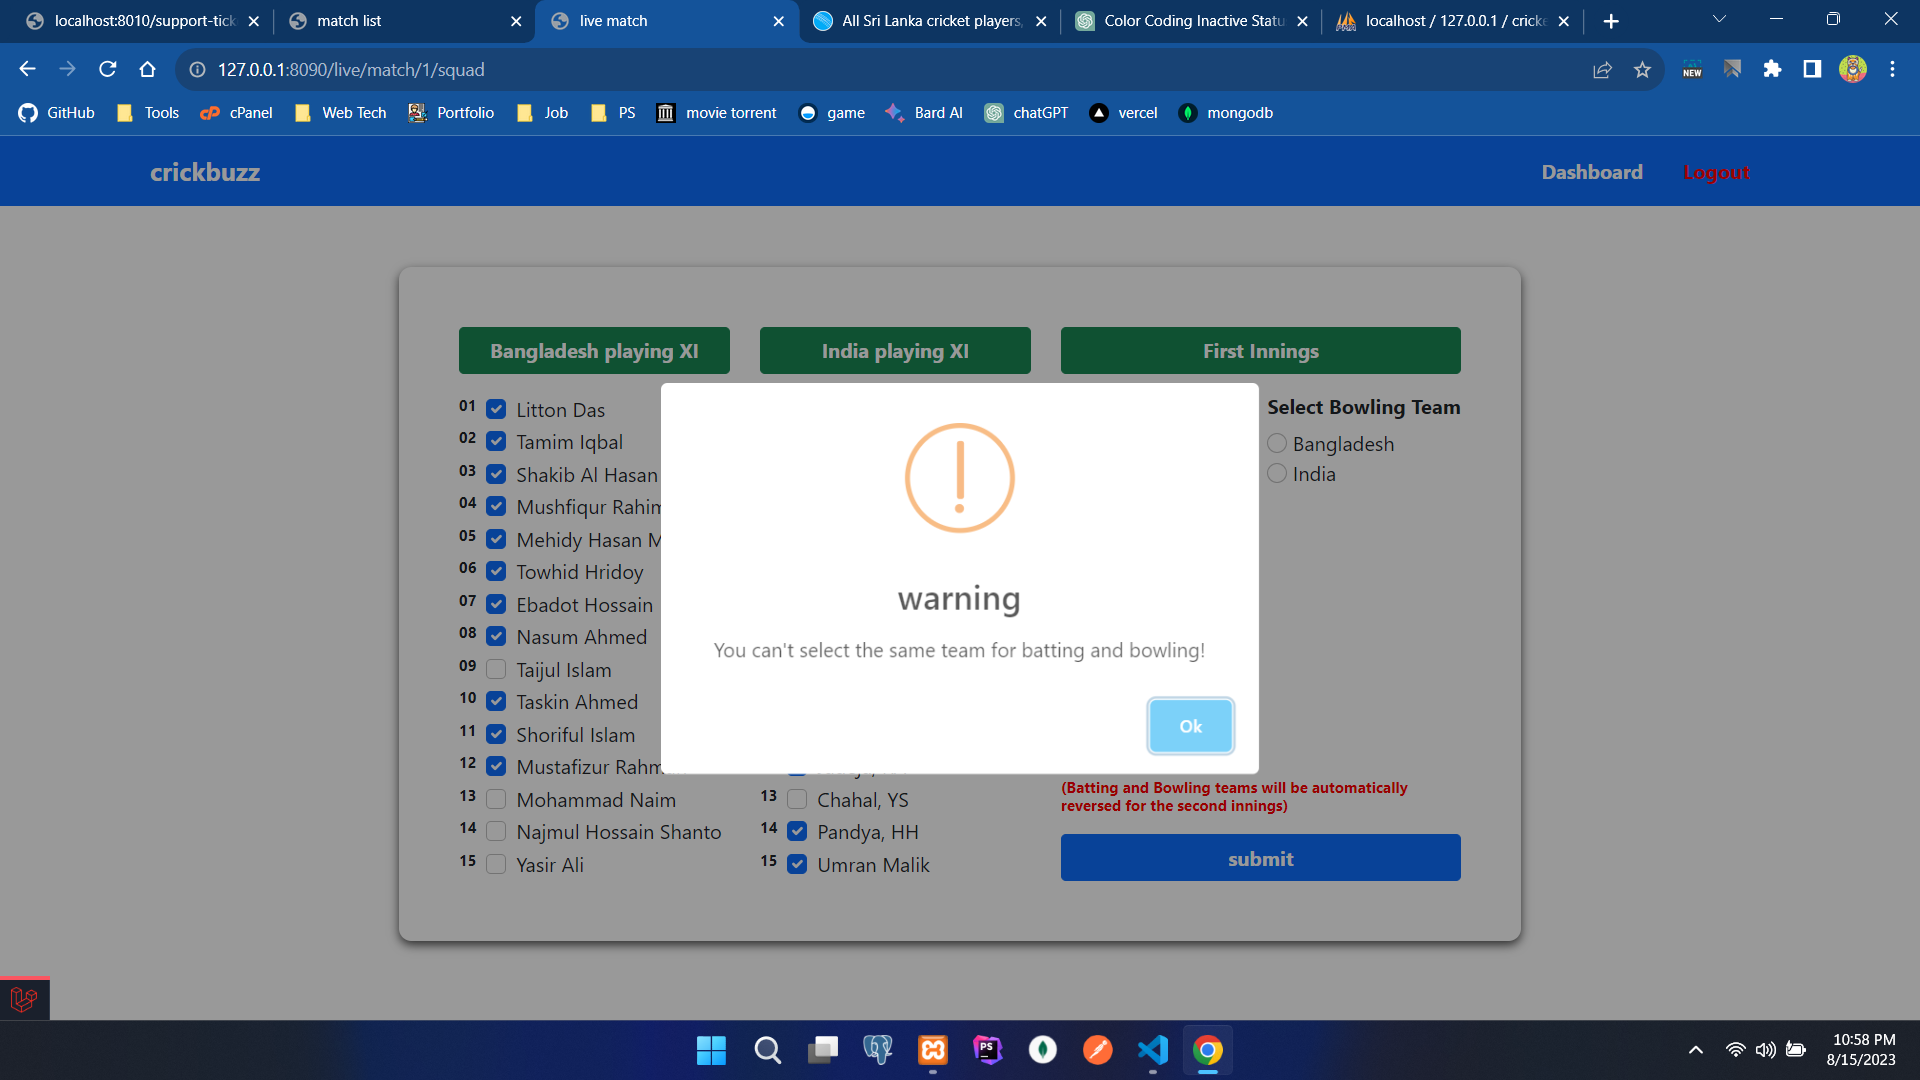 localhost:8010/support-tick
match list
live match
All Sri Lanka cricket players,
Color Coding Inactive Statu
localhost / 127.0.0.1 / cricke
127.0.0.1:8090/live/match/1/squad
NEW
GitHub
Tools
cPanel
Web Tech
Portfolio
Job
PS
movie torrent
game
Bard AI
chatGPT
vercel
mongodb
crickbuzz
Dashboard
Logout
Bangladesh playing XI
India playing XI
First Innings
01 Litton Das
02 Tamim Iqbal
03 Shakib Al Hasan
04 Mushfiqur Rahim
05 Mehidy Hasan M
06 Towhid Hridoy
07 Ebadot Hossain
08 Nasum Ahmed
09 Taijul Islam
10 Taskin Ahmed
11 Shoriful Islam
12 Mustafizur Rahm
13 Mohammad Naim
14 Najmul Hossain Shanto
15 Yasir Ali
13 Chahal, YS
14 Pandya, HH
15 Umran Malik
Select Bowling Team
Bangladesh
India
warning
You can't select the same team for batting and bowling!
Ok
(Batting and Bowling teams will be automatically
reversed for the second innings)
submit
PS
10:58 PM
8/15/2023